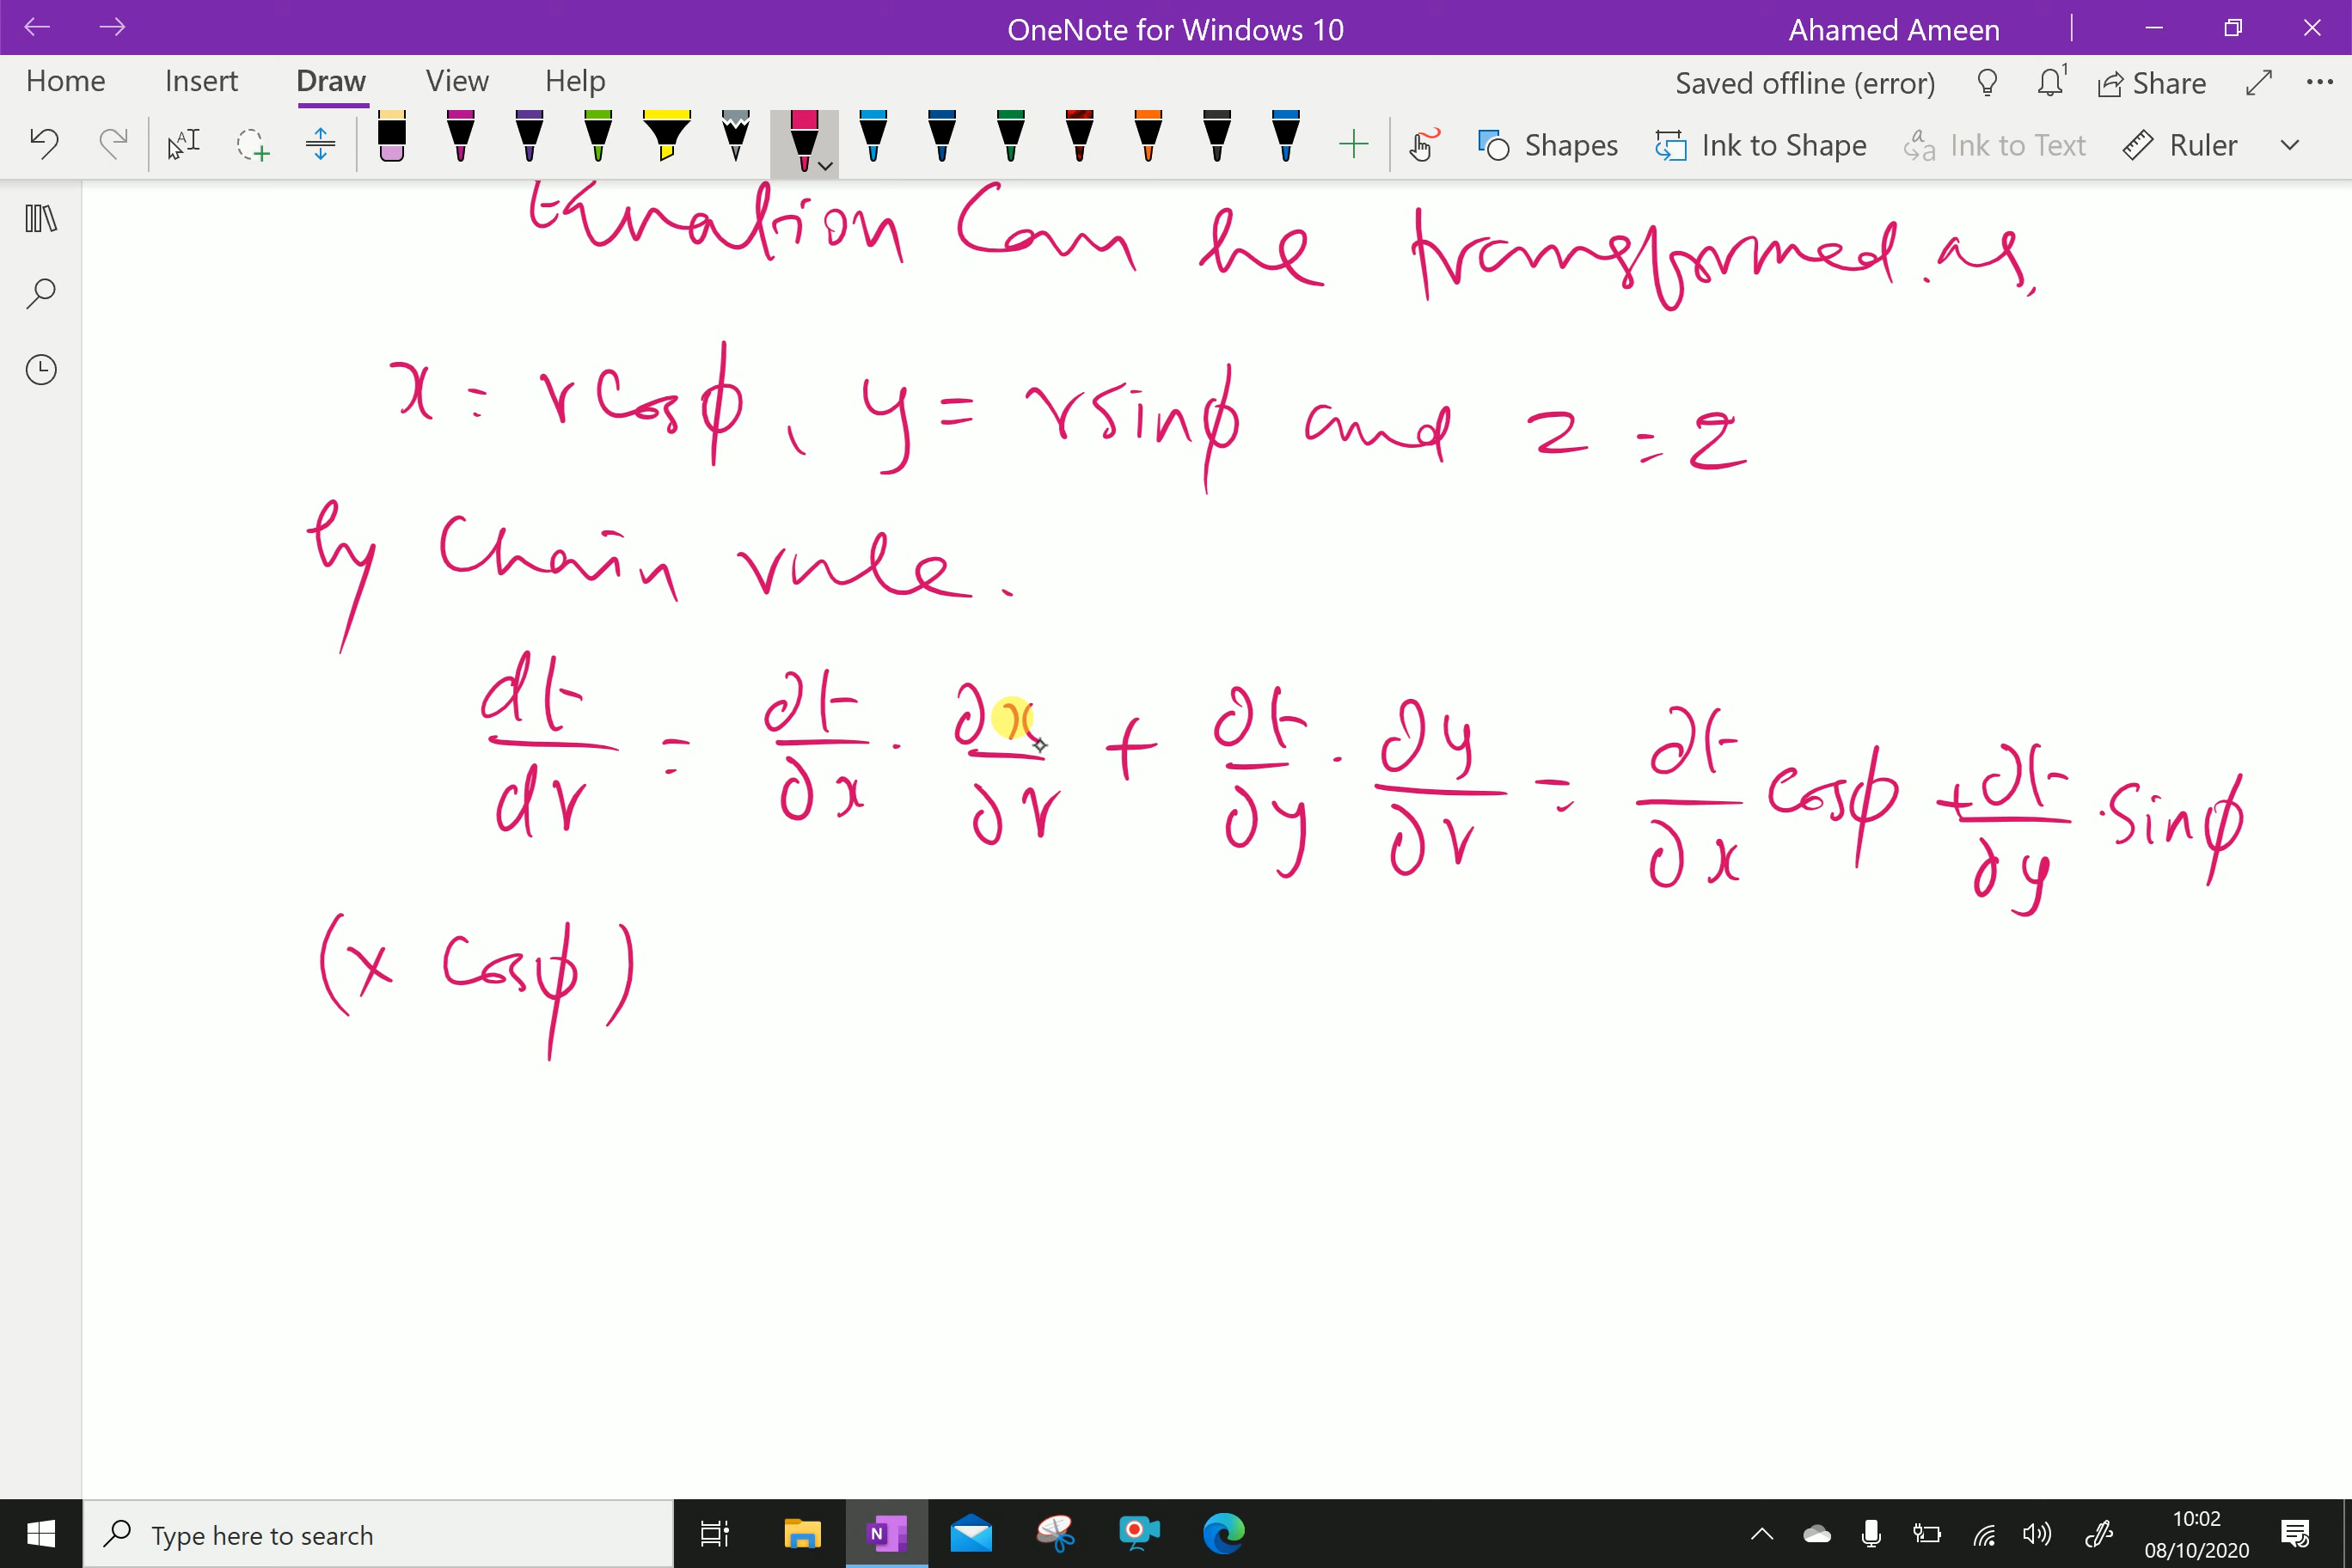 OneNote for Windows 10 Ahamed Ameen
Home Insert Draw View Help Saved offline (error) 1 Share
Shapes Ink to Shape Ink to Text Ruler
Equation Can be transformed as,
x = r Cos ϕ, y = r sin ϕ and z = z
by Chain rule.
dt/dr = ∂t/∂x · ∂x/∂r + ∂t/∂y · ∂y/∂r = ∂t/∂x Cos ϕ + ∂t/∂y · Sin ϕ
(x Cos ϕ)
Type here to search
10:02
08/10/2020